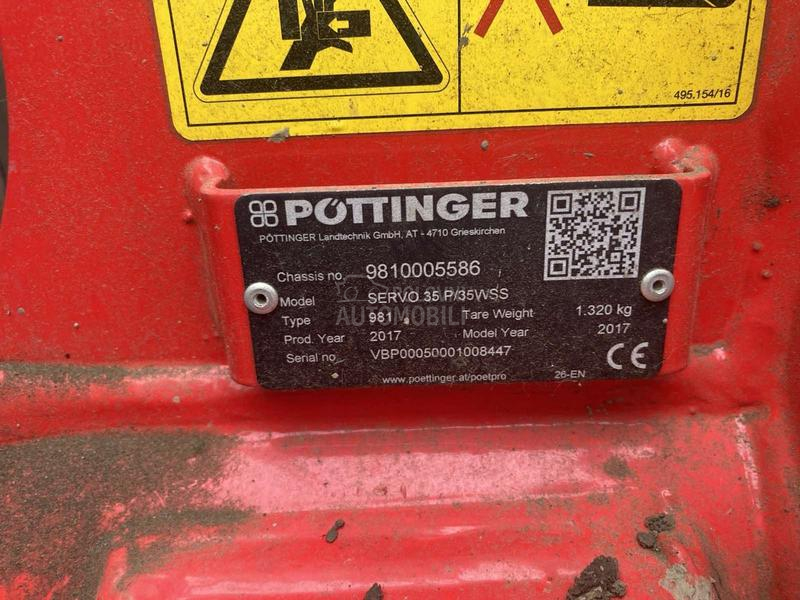 495.154/16
PÖTTINGER
PÖTTINGER Landtechnik GmbH, AT - 4710 Grieskirchen
Chassis no. 9810005586
Model SERVO 35 P/35WSS
Type 981 Tare Weight 1.320 kg
Prod. Year 2017 Model Year 2017
Serial no. VBP00050001008447
CE
www.poettinger.at/poetpro 26-EN
POLOVNI
AUTOMOBILI